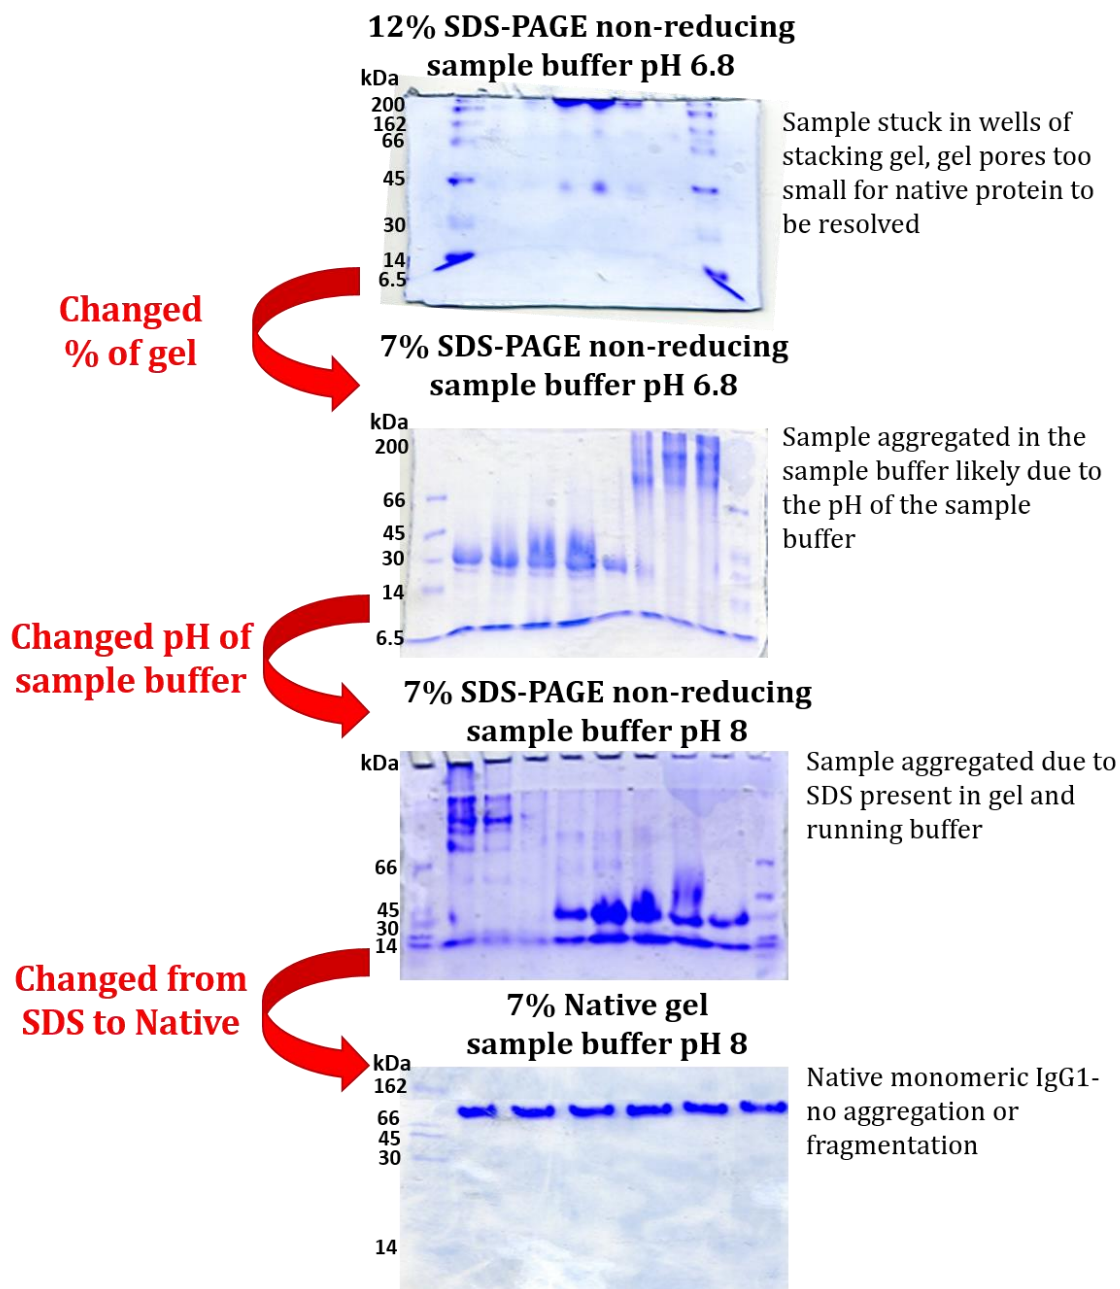 12% SDS-PAGE non-reducing
sample buffer pH 6.8
kDa
200
162
66
45
30
14
6.5
Sample stuck in wells of
stacking gel, gel pores too
small for native protein to
be resolved
Changed
% of gel
7% SDS-PAGE non-reducing
sample buffer pH 6.8
kDa
200
66
45
30
14
6.5
Sample aggregated in the
sample buffer likely due to
the pH of the sample
buffer
Changed pH of
sample buffer
7% SDS-PAGE non-reducing
sample buffer pH 8
kDa
66
45
30
14
Sample aggregated due to
SDS present in gel and
running buffer
Changed from
SDS to Native
7% Native gel
sample buffer pH 8
kDa
162
66
45
30
14
Native monomeric IgG1-
no aggregation or
fragmentation